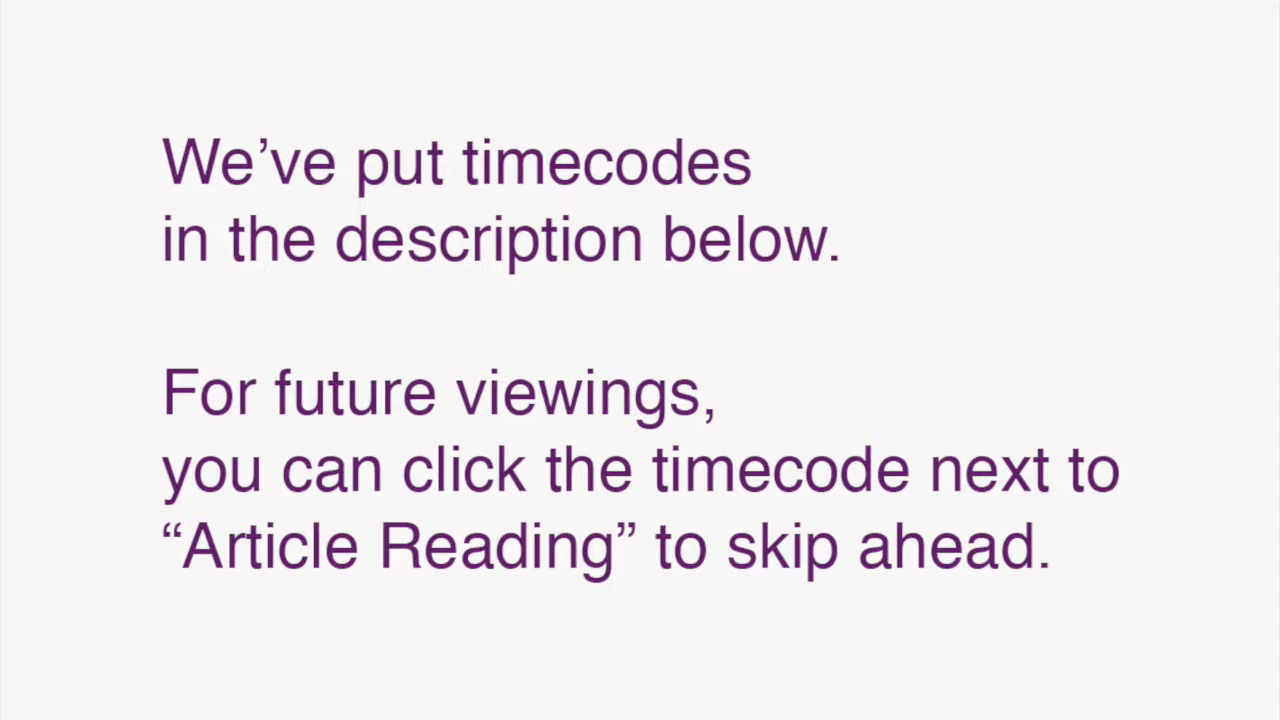 We’ve put timecodes
in the description below.
For future viewings,
you can click the timecode next to
“Article Reading” to skip ahead.